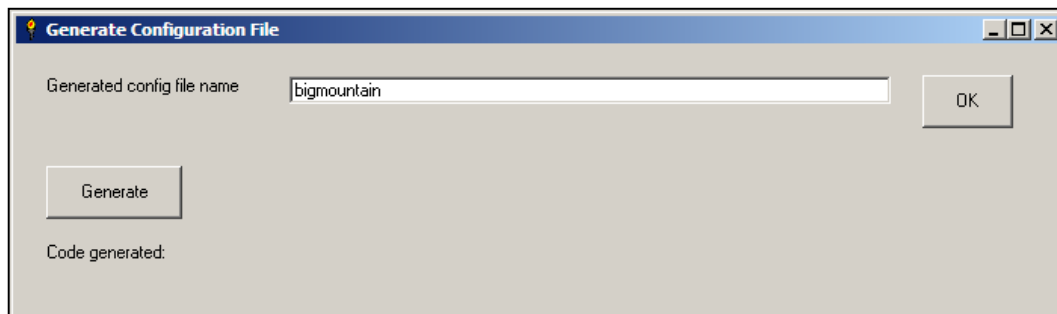 Generate Configuration File
Generated config file name bigmountain OK
Generate
Code generated: